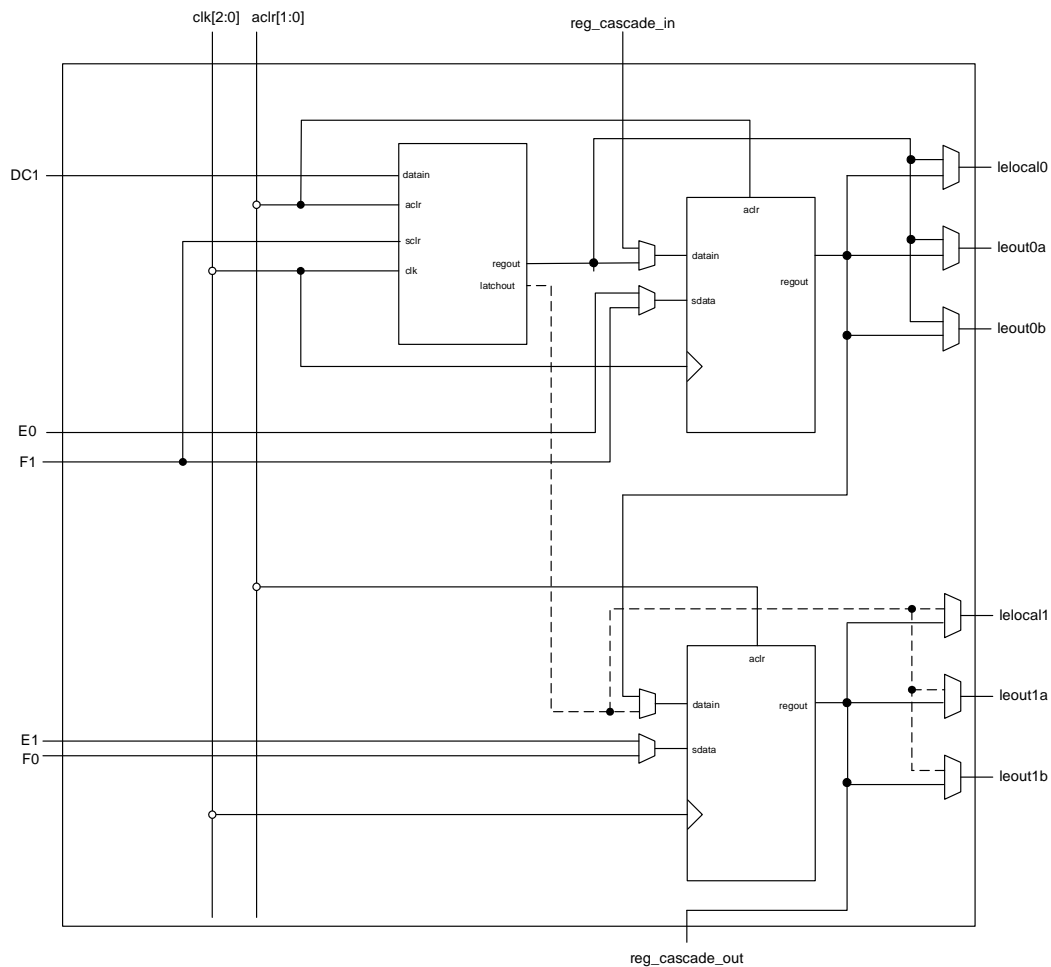 clk[2:0] aclr[1:0]
reg_cascade_in
DC1
datain
aclr
sclr
clk
regout
latchout
aclr
datain
regout
sdata
lelocal0
leout0a
leout0b
E0
F1
aclr
datain
regout
sdata
lelocal1
leout1a
leout1b
E1
F0
reg_cascade_out